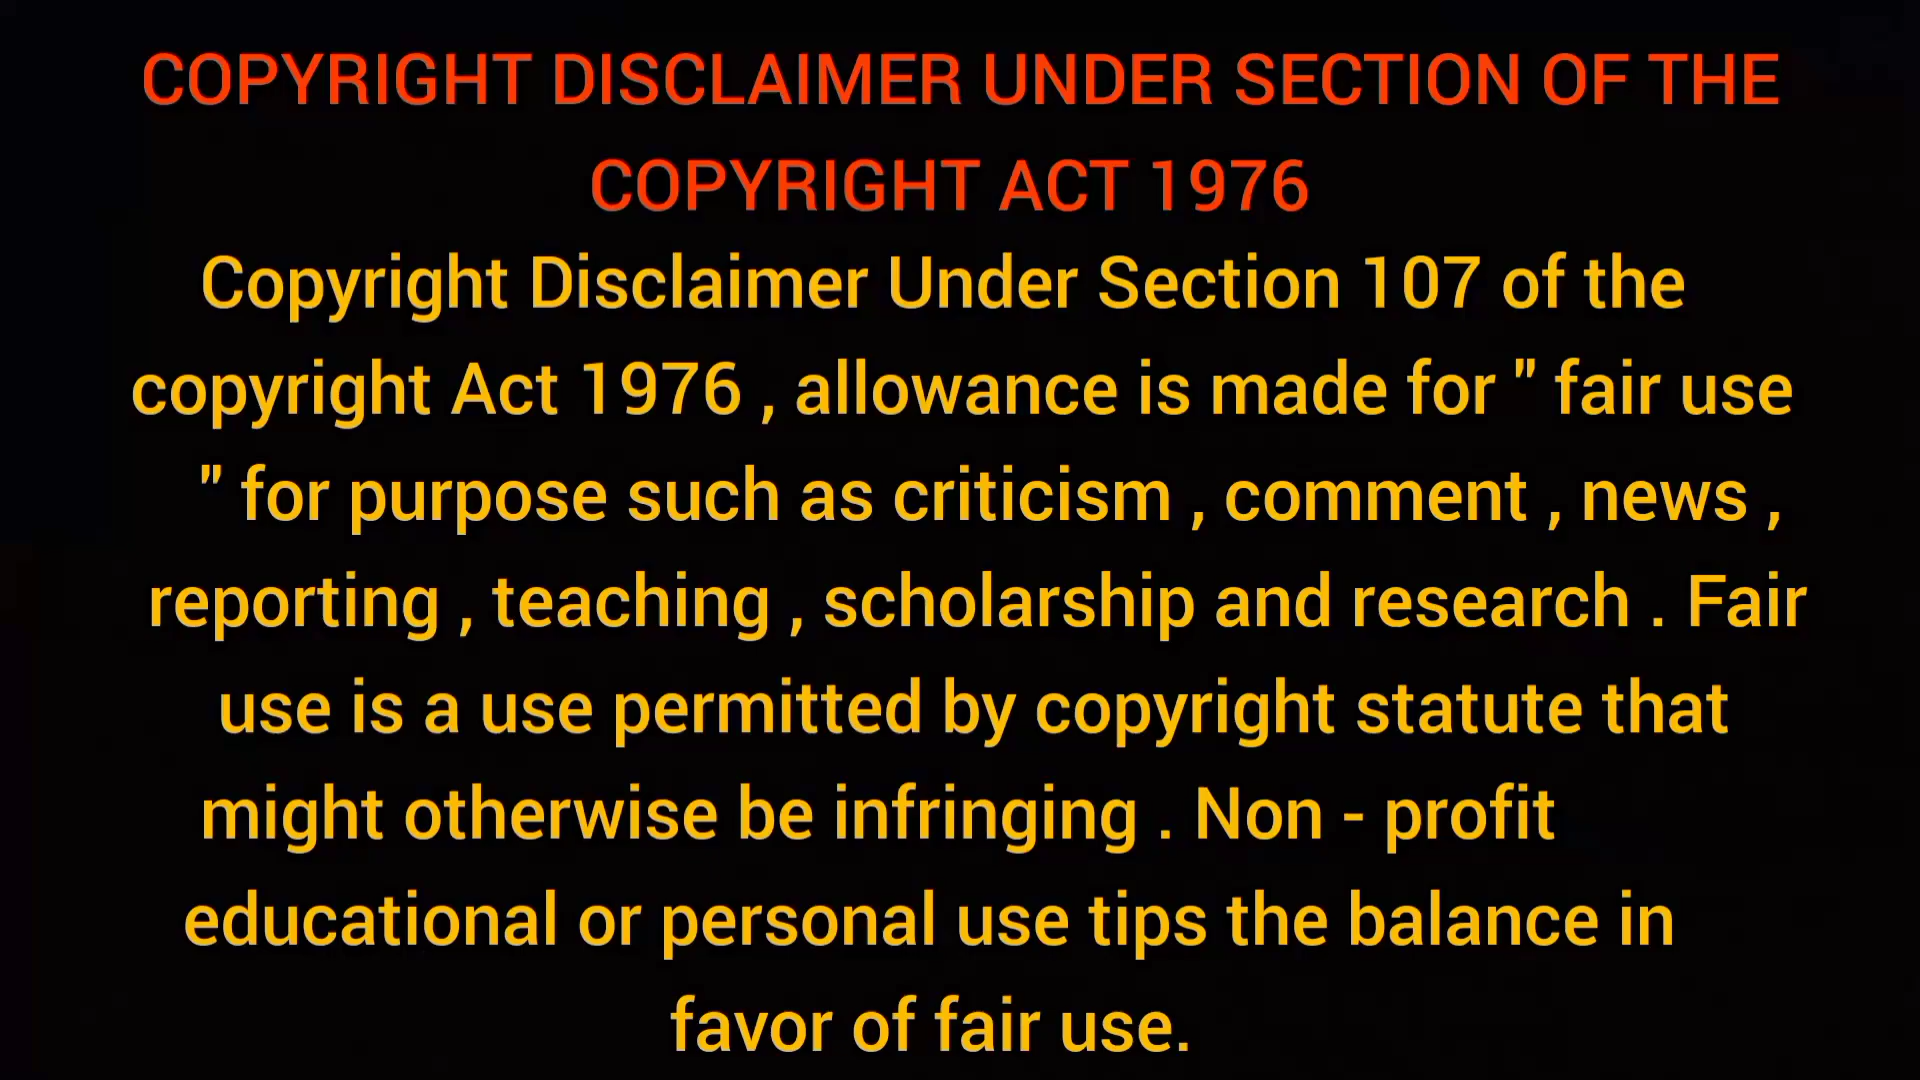 COPYRIGHT DISCLAIMER UNDER SECTION OF THE
COPYRIGHT ACT 1976
Copyright Disclaimer Under Section 107 of the
copyright Act 1976 , allowance is made for " fair use
" for purpose such as criticism , comment , news ,
reporting , teaching , scholarship and research . Fair
use is a use permitted by copyright statute that
might otherwise be infringing . Non - profit
educational or personal use tips the balance in
favor of fair use.